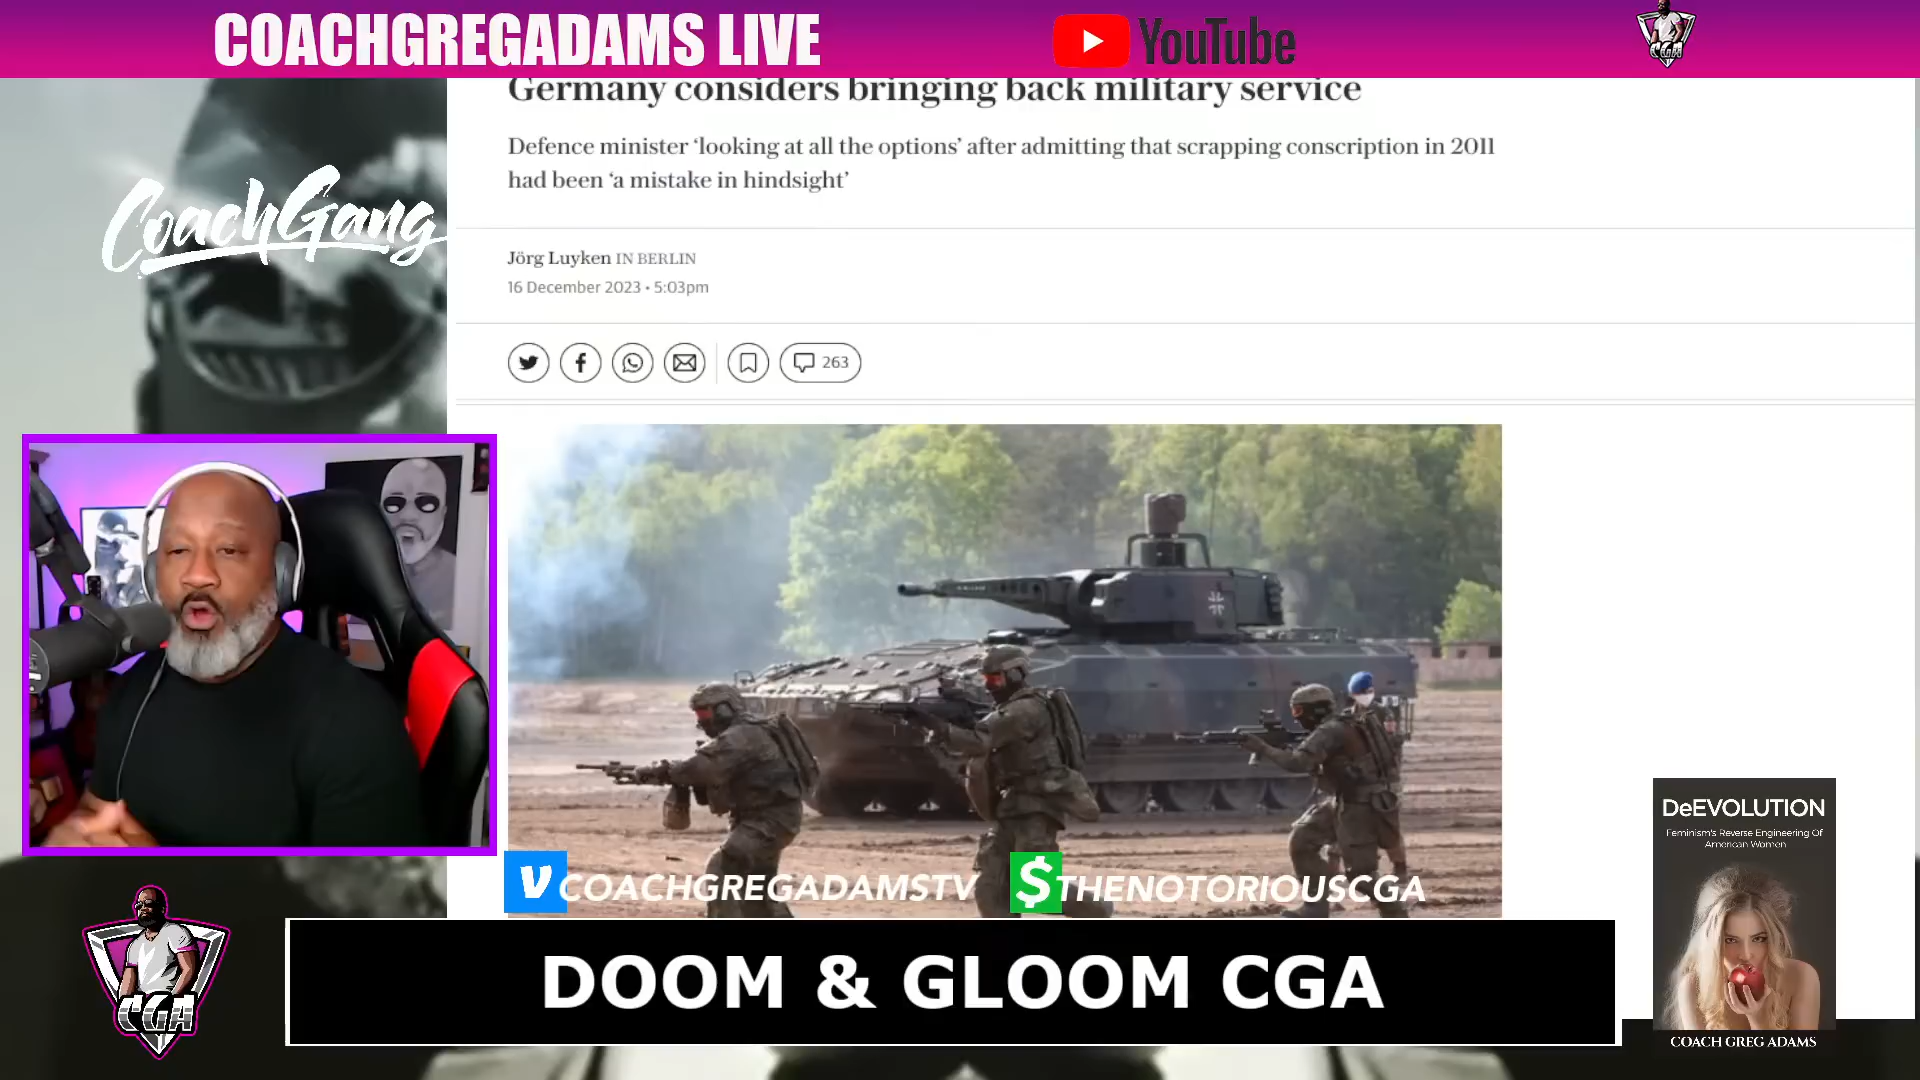 COACHGREGADAMS LIVE
YouTube
CGA
Germany considers bringing back military service
Defence minister ‘looking at all the options’ after admitting that scrapping conscription in 2011
had been ‘a mistake in hindsight’
CoachGang
Jörg Luyken IN BERLIN
16 December 2023 • 5:03pm
263
DeEVOLUTION
Feminism's Reverse Engineering Of
American Women
COACH GREG ADAMS
V COACHGREGADAMSTV
$ THENOTORIOUSCGA
DOOM & GLOOM CGA
CGA